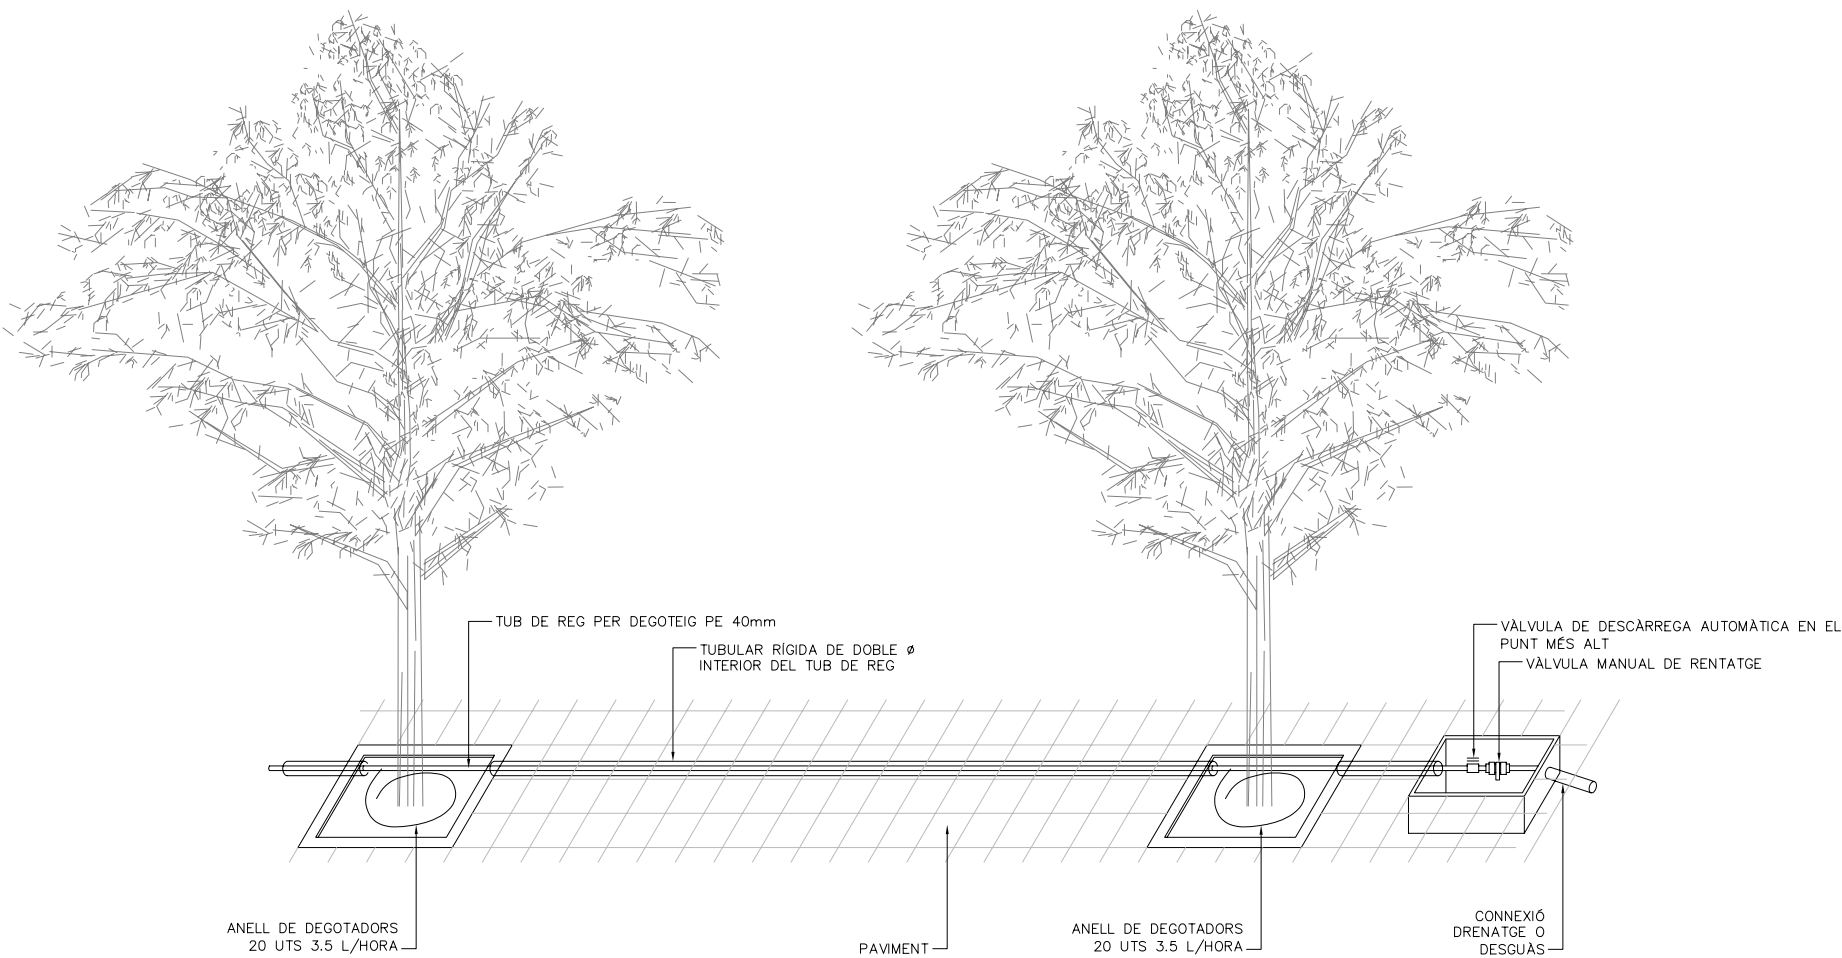 TUB DE REG PER DEGOTEIG PE 40mm
TUBULAR RÍGIDA DE DOBLE ø
INTERIOR DEL TUB DE REG
VÀLVULA DE DESCÀRREGA AUTOMÀTICA EN EL
PUNT MÉS ALT
VÀLVULA MANUAL DE RENTATGE
ANELL DE DEGOTADORS
20 UTS 3.5 L/HORA
PAVIMENT
ANELL DE DEGOTADORS
20 UTS 3.5 L/HORA
CONNEXIÓ
DRENATGE O
DESGUÀS